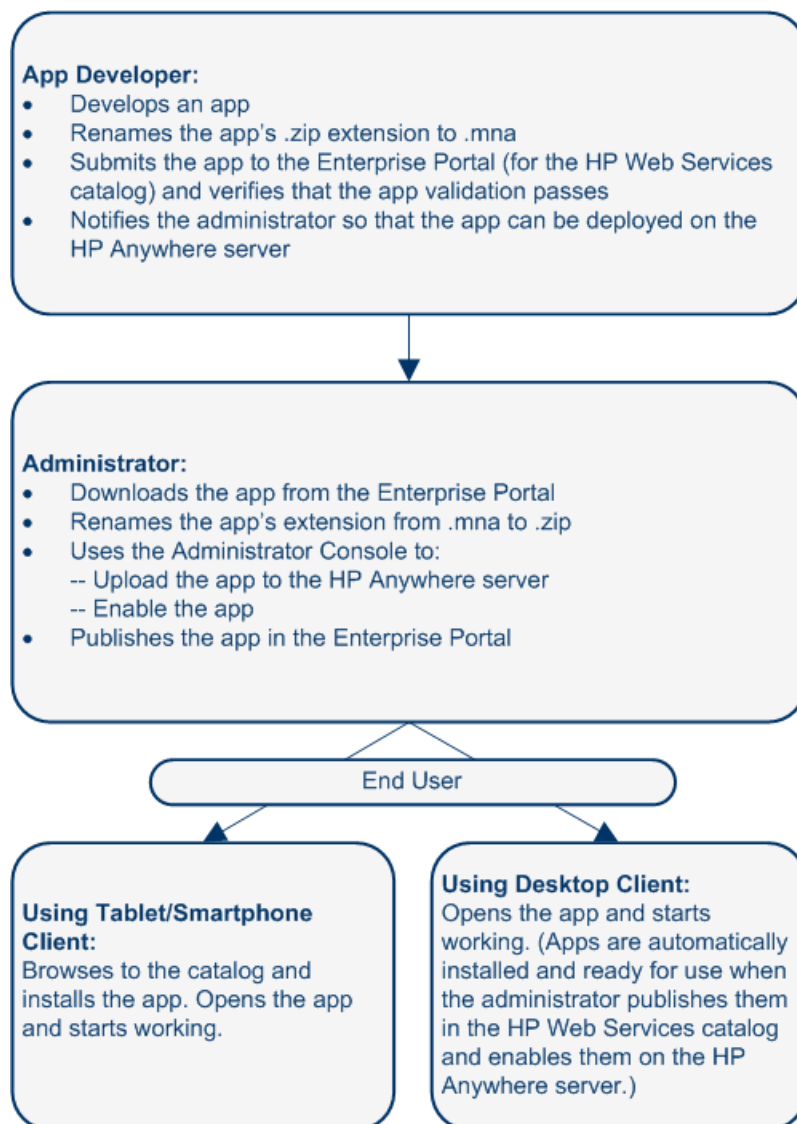 App Developer:
• Develops an app
• Renames the app's .zip extension to .mna
• Submits the app to the Enterprise Portal (for the HP Web Services
catalog) and verifies that the app validation passes
• Notifies the administrator so that the app can be deployed on the
HP Anywhere server
Administrator:
• Downloads the app from the Enterprise Portal
• Renames the app's extension from .mna to .zip
• Uses the Administrator Console to:
-- Upload the app to the HP Anywhere server
-- Enable the app
• Publishes the app in the Enterprise Portal
End User
Using Tablet/Smartphone
Client:
Browses to the catalog and
installs the app. Opens the app
and starts working.
Using Desktop Client:
Opens the app and starts
working. (Apps are automatically
installed and ready for use when
the administrator publishes them
in the HP Web Services catalog
and enables them on the HP
Anywhere server.)